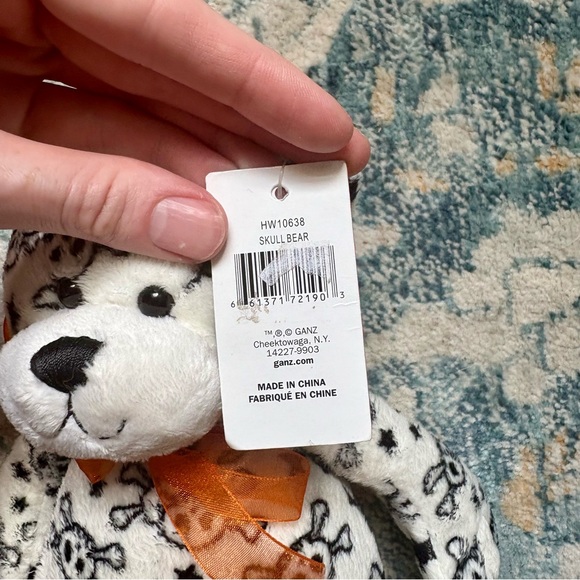 HW10638
SKULL BEAR
6 61371 72190 3
™,®,© GANZ
Cheektowaga, N.Y.
14227-9903
ganz.com
MADE IN CHINA
FABRIQUÉ EN CHINE